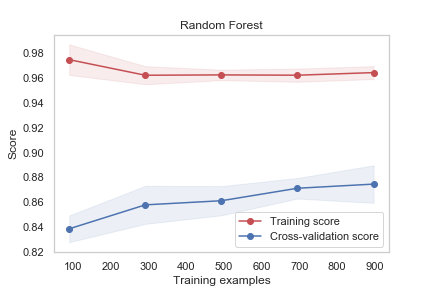 Random Forest
0.98
0.96
0.94
0.92
0.90
0.88
0.86
0.84
0.82
Score
100 200 300 400 500 600 700 800 900
Training examples
Training score
Cross-validation score